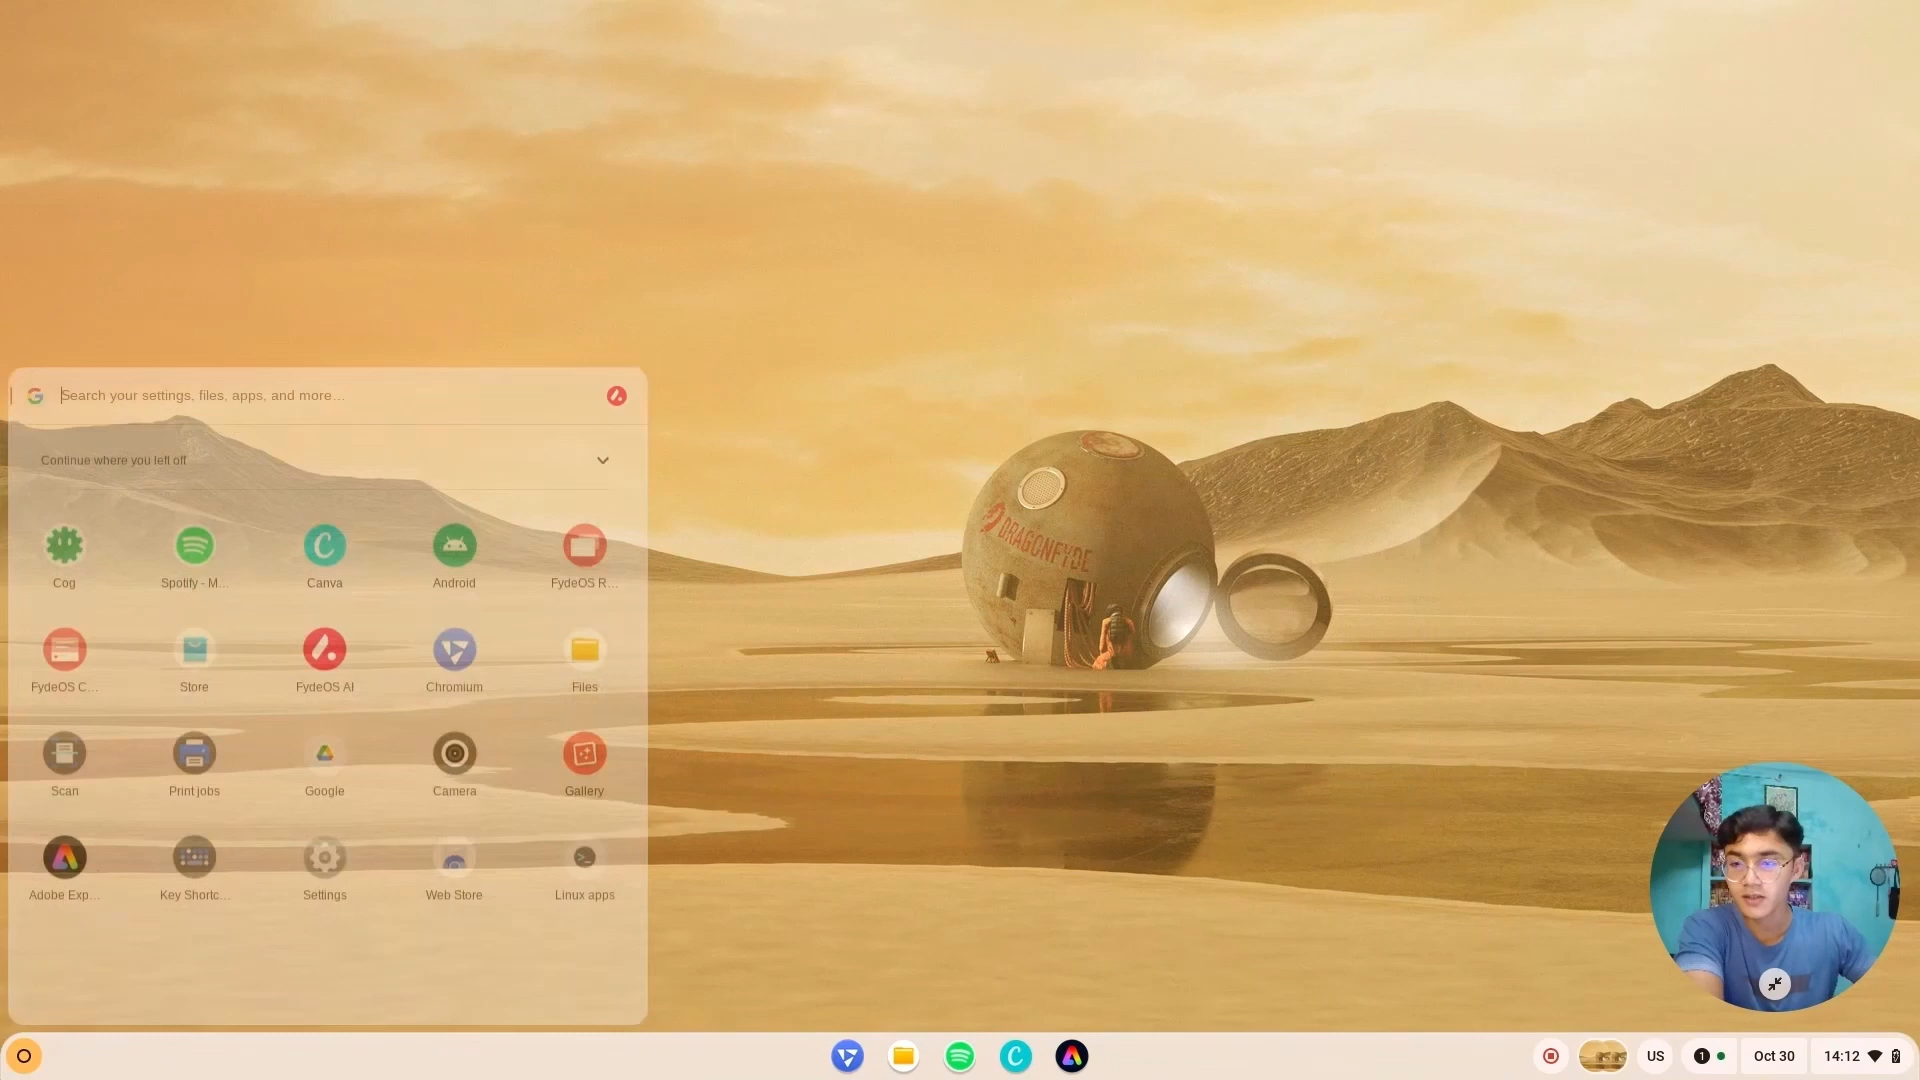 Search your settings, files, apps, and more…
Continue where you left off
Cog
Spotify - M…
Canva
Android
FydeOS R…
FydeOS C…
Store
FydeOS AI
Chromium
Files
Scan
Print jobs
Google
Camera
Gallery
Adobe Exp…
Key Shortc…
Settings
Web Store
Linux apps
DRAGONFYDE
US
1
Oct 30
14:12